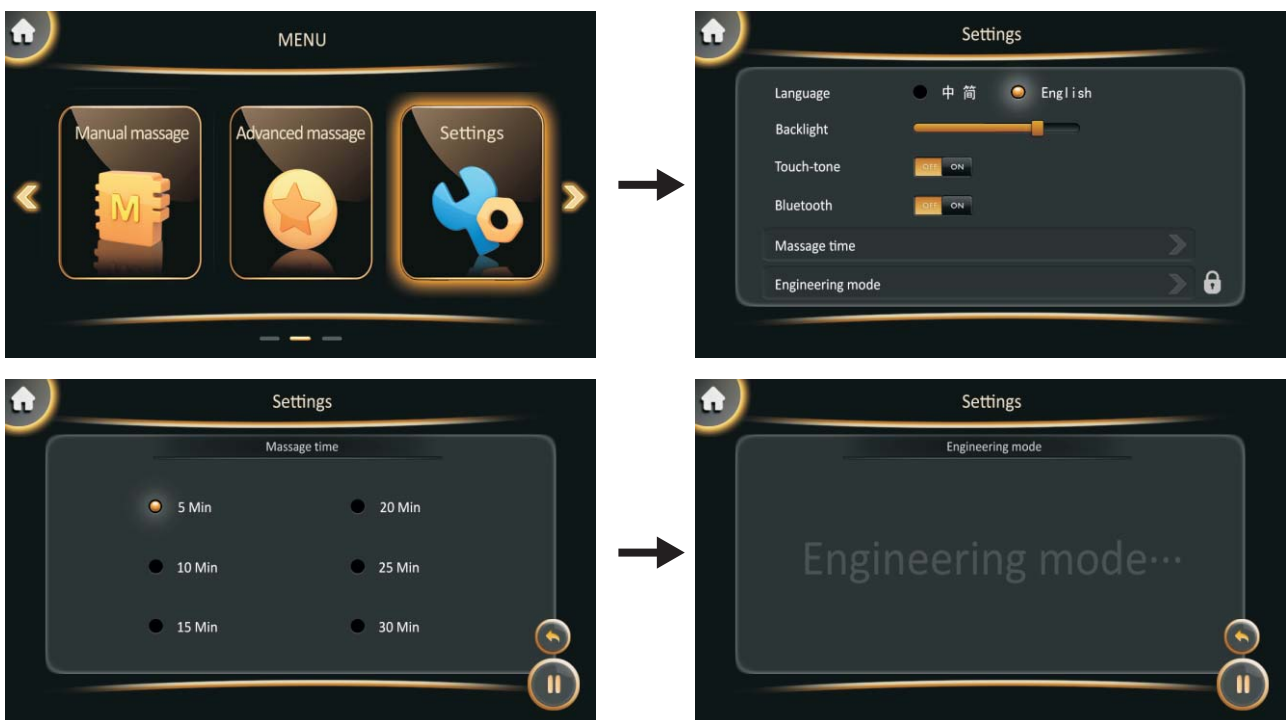 MENU
Manual massage
Advanced massage
Settings
M
Settings
Language 中 简 English
Backlight
Touch-tone OFF ON
Bluetooth OFF ON
Massage time
Engineering mode
Settings
Massage time
5 Min 20 Min
10 Min 25 Min
15 Min 30 Min
Settings
Engineering mode
Engineering mode···